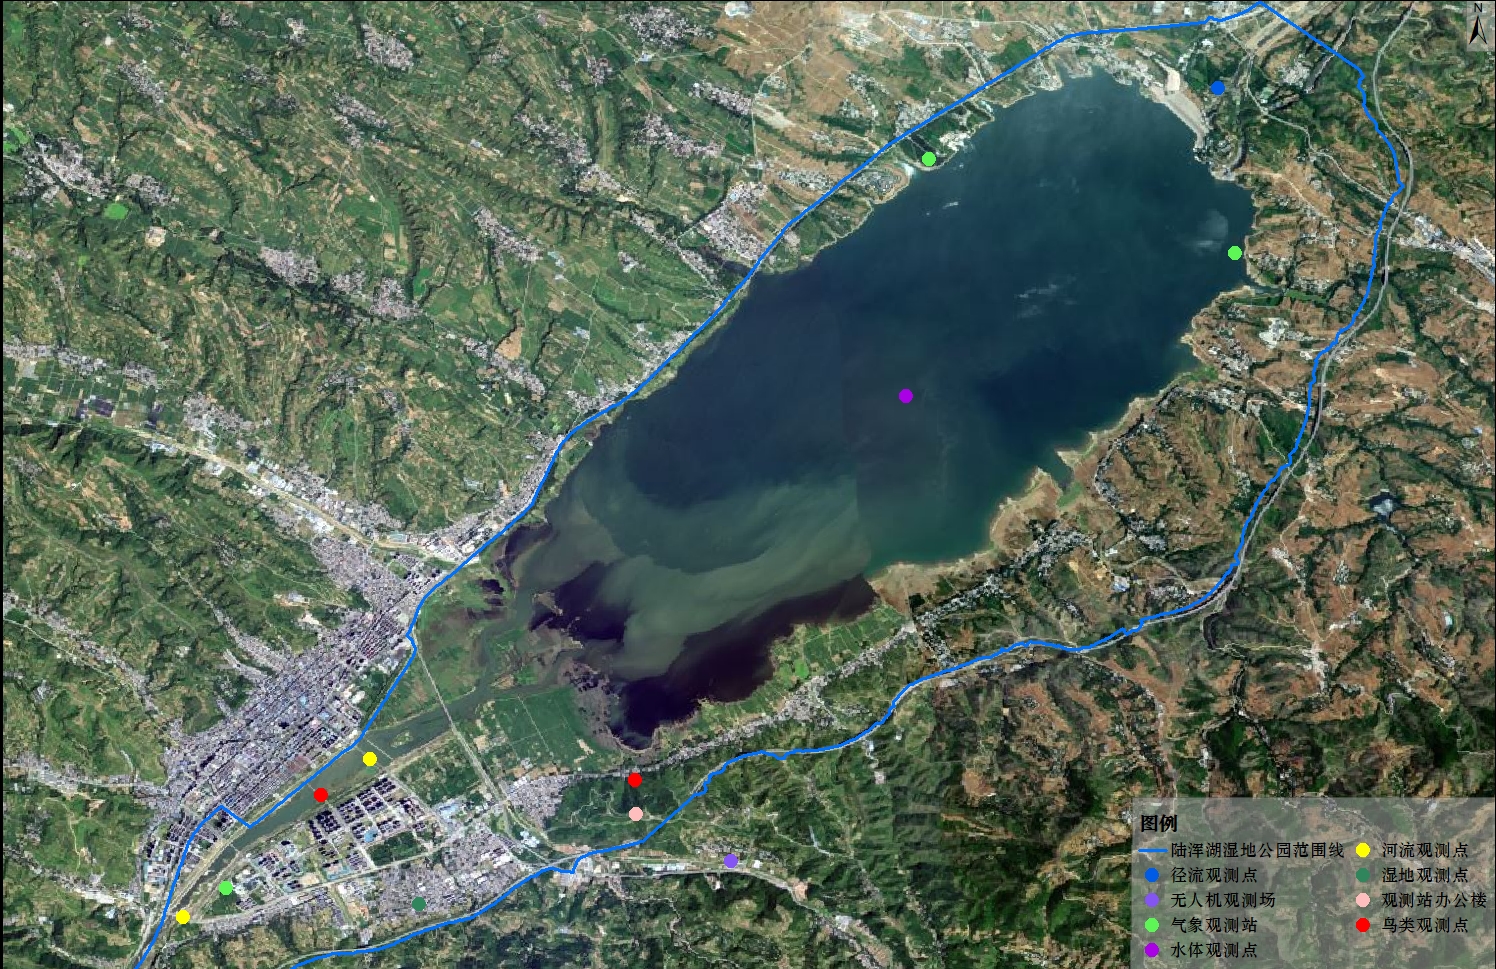 N
图例
陆浑湖湿地公园范围线
河流观测点
径流观测点
湿地观测点
无人机观测场
观测站办公楼
气象观测站
鸟类观测点
水体观测点